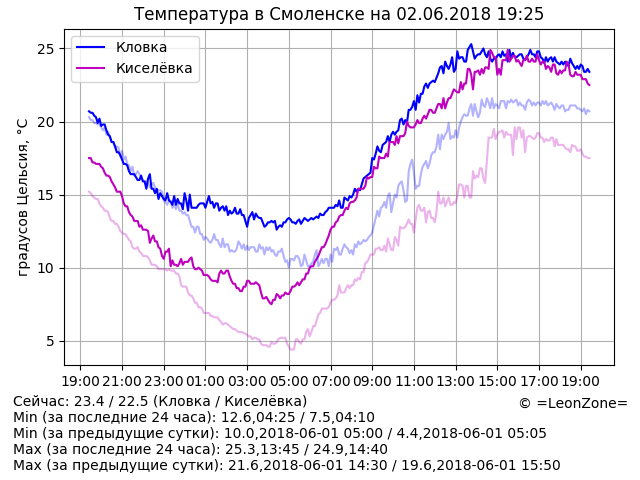 Температура в Смоленске на 02.06.2018 19:25
Кловка
Киселёвка
градусов Цельсия, °C
25
20
15
10
5
19:00 21:00 23:00 01:00 03:00 05:00 07:00 09:00 11:00 13:00 15:00 17:00 19:00
Сейчас: 23.4 / 22.5 (Кловка / Киселёвка)
© =LeonZone=
Min (за последние 24 часа): 12.6,04:25 / 7.5,04:10
Min (за предыдущие сутки): 10.0,2018-06-01 05:00 / 4.4,2018-06-01 05:05
Max (за последние 24 часа): 25.3,13:45 / 24.9,14:40
Max (за предыдущие сутки): 21.6,2018-06-01 14:30 / 19.6,2018-06-01 15:50